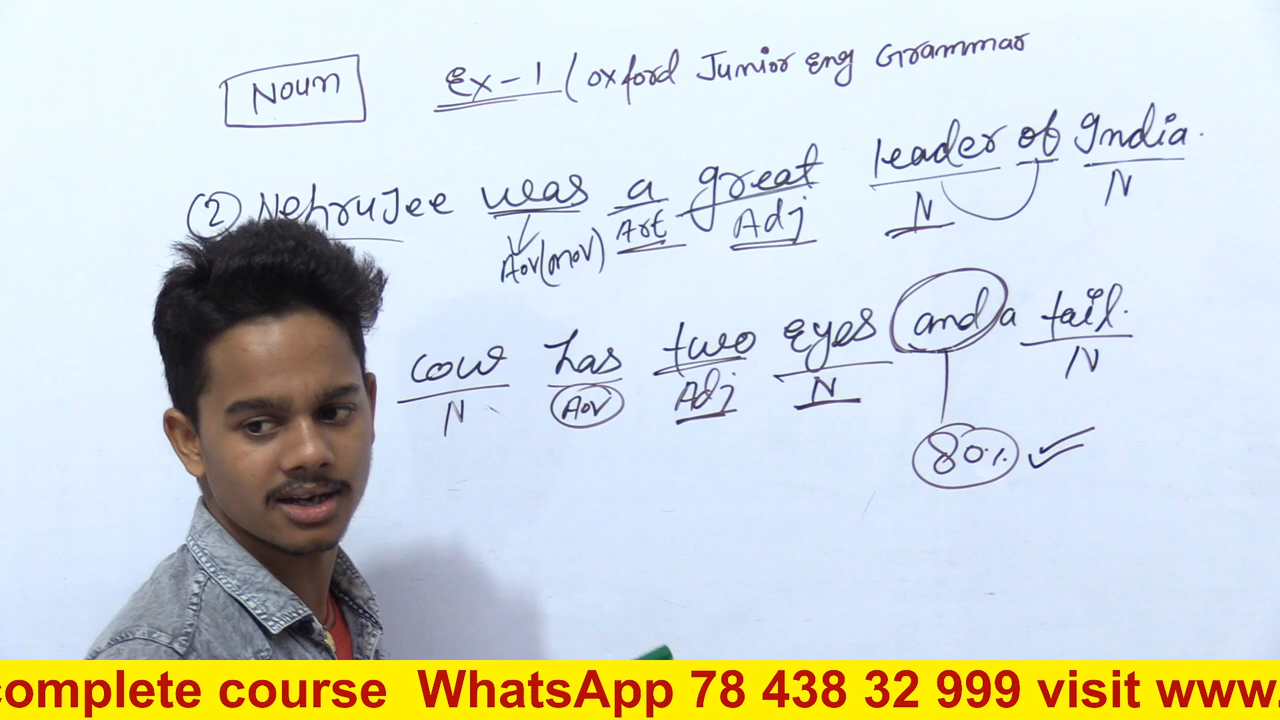 Noun Ex-1 (Oxford Junior Eng Grammar
(2) NehruJee was a great leader of India.
Aov(mov) Art Adj N N
cow has two Eyes and a tail.
N Aov Adj N N
80%
complete course WhatsApp 78 438 32 999 visit www.